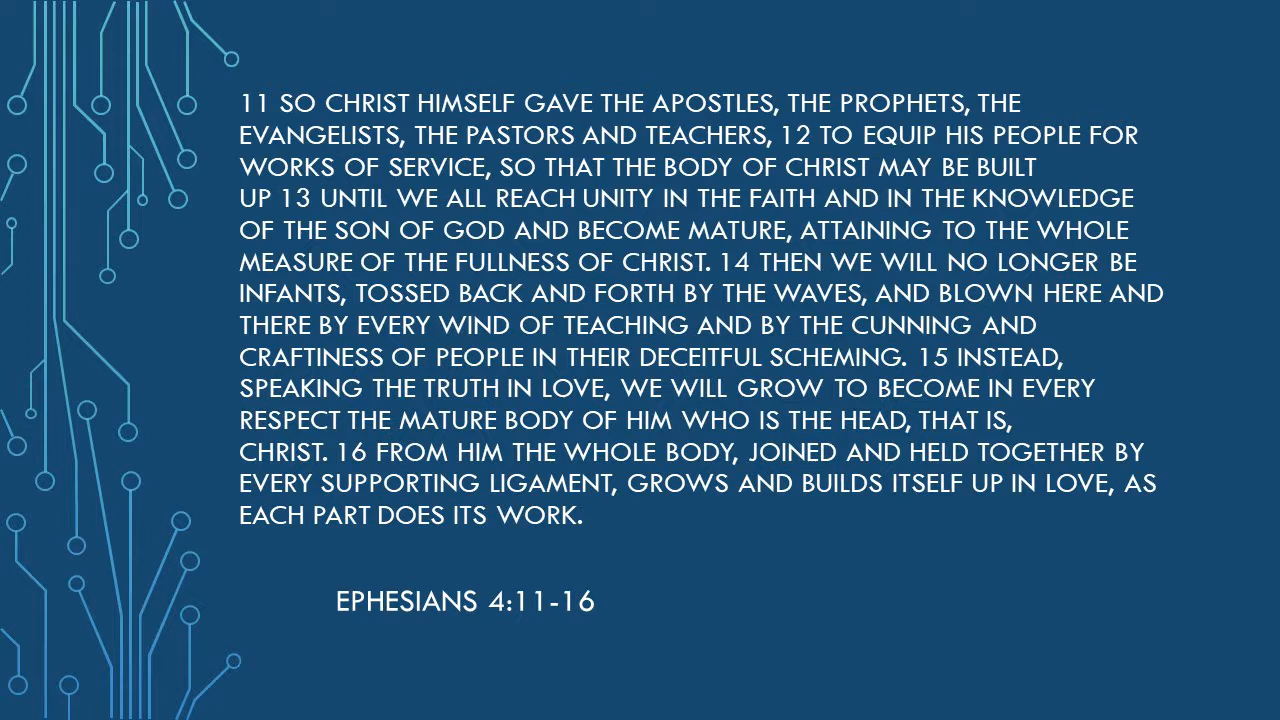 11 SO CHRIST HIMSELF GAVE THE APOSTLES, THE PROPHETS, THE
EVANGELISTS, THE PASTORS AND TEACHERS, 12 TO EQUIP HIS PEOPLE FOR
WORKS OF SERVICE, SO THAT THE BODY OF CHRIST MAY BE BUILT
UP 13 UNTIL WE ALL REACH UNITY IN THE FAITH AND IN THE KNOWLEDGE
OF THE SON OF GOD AND BECOME MATURE, ATTAINING TO THE WHOLE
MEASURE OF THE FULLNESS OF CHRIST. 14 THEN WE WILL NO LONGER BE
INFANTS, TOSSED BACK AND FORTH BY THE WAVES, AND BLOWN HERE AND
THERE BY EVERY WIND OF TEACHING AND BY THE CUNNING AND
CRAFTINESS OF PEOPLE IN THEIR DECEITFUL SCHEMING. 15 INSTEAD,
SPEAKING THE TRUTH IN LOVE, WE WILL GROW TO BECOME IN EVERY
RESPECT THE MATURE BODY OF HIM WHO IS THE HEAD, THAT IS,
CHRIST. 16 FROM HIM THE WHOLE BODY, JOINED AND HELD TOGETHER BY
EVERY SUPPORTING LIGAMENT, GROWS AND BUILDS ITSELF UP IN LOVE, AS
EACH PART DOES ITS WORK.
EPHESIANS 4:11-16